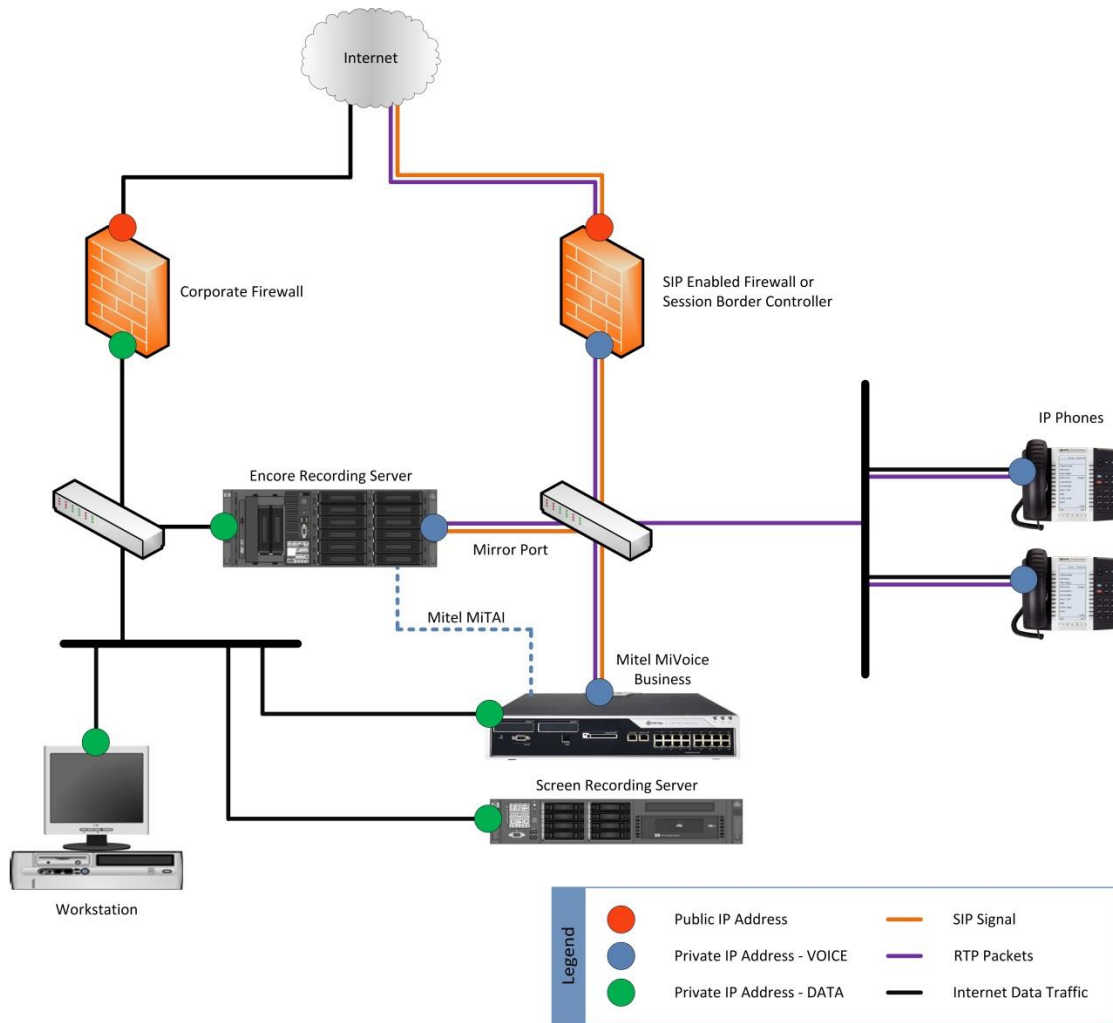 Internet
Corporate Firewall
SIP Enabled Firewall or
Session Border Controller
IP Phones
Encore Recording Server
Mirror Port
Mitel MiTAI
Mitel MiVoice
Business
Screen Recording Server
Workstation
Legend
Public IP Address
SIP Signal
Private IP Address - VOICE
RTP Packets
Private IP Address - DATA
Internet Data Traffic